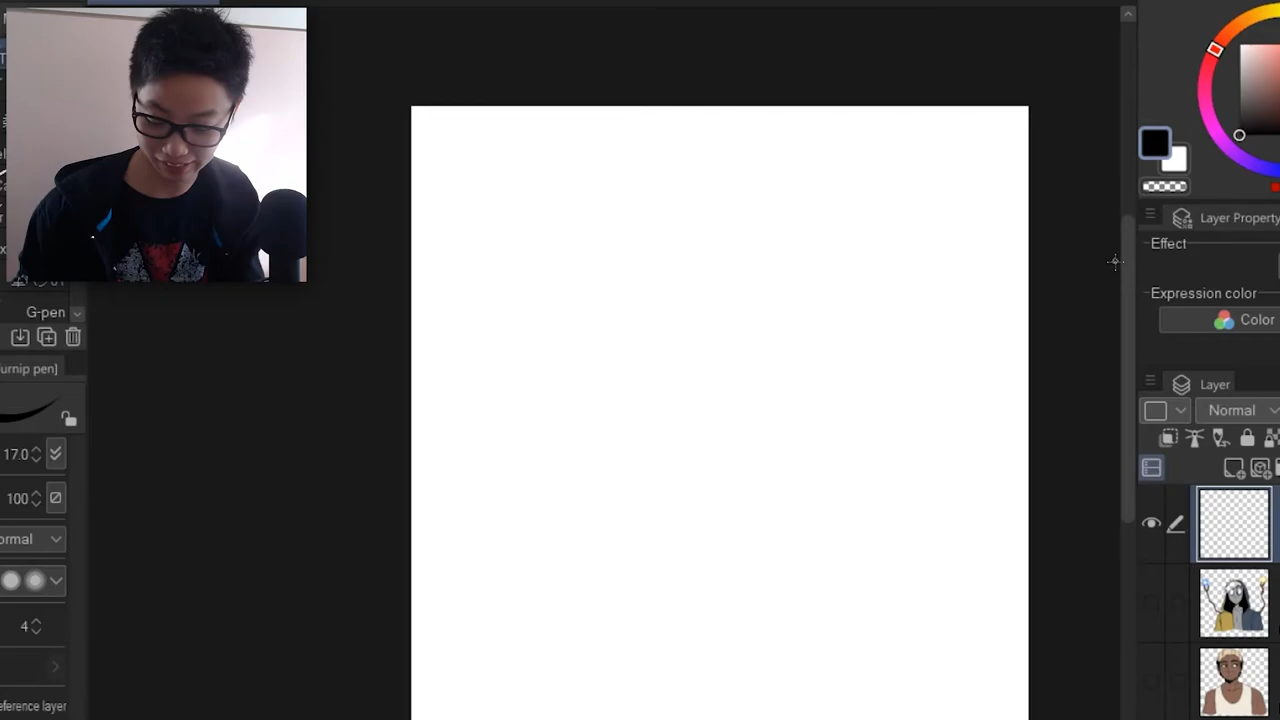 G-pen
urnip pen]
17.0
100
ormal
4
eference layer
Layer Property
Effect
Expression color
Color
Layer
Normal